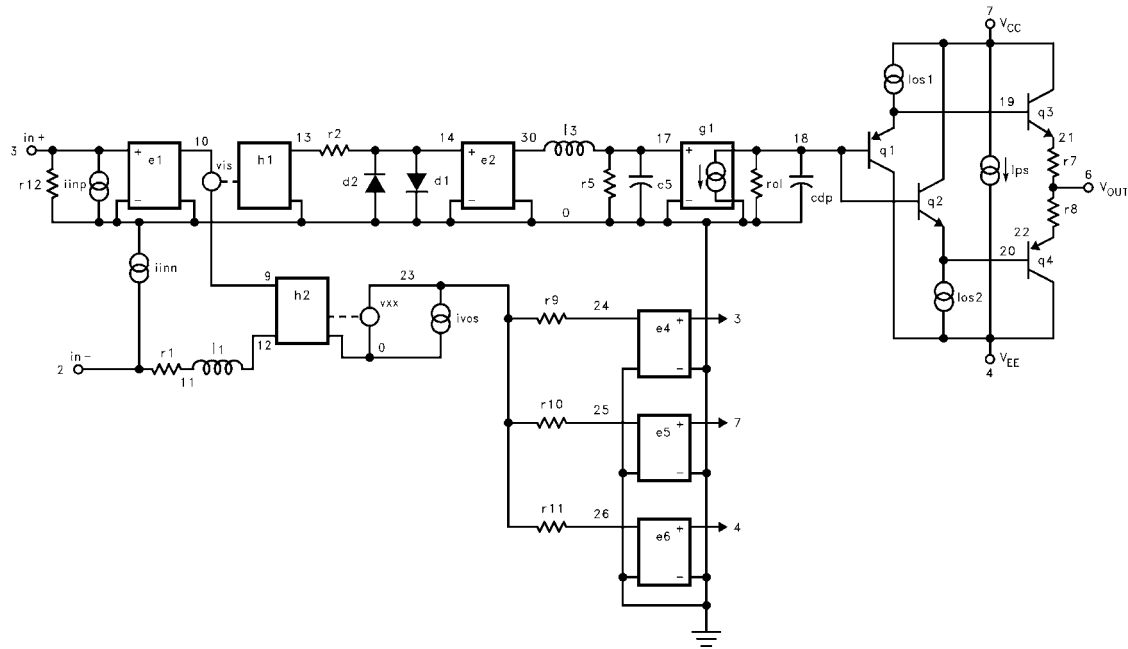 7 V_CC
Ios1
19 q3
in+ 10 13 r2 14 30 l3 17 g1 18
3 + e1 vis h1 + e2 + q1 21
r12 iinp d2 d1 r5 c5 rol cdp Ips r7
6 V_OUT
- - 0 - q2 r8
22
20 q4
iinn 9 h2 23 Ios2
vxx ivos r9 24 e4 + 3
in- r1 l1 12 0 - V_EE
2 11 4
r10 25 e5 + 7
-
r11 26 + 4
e6
-